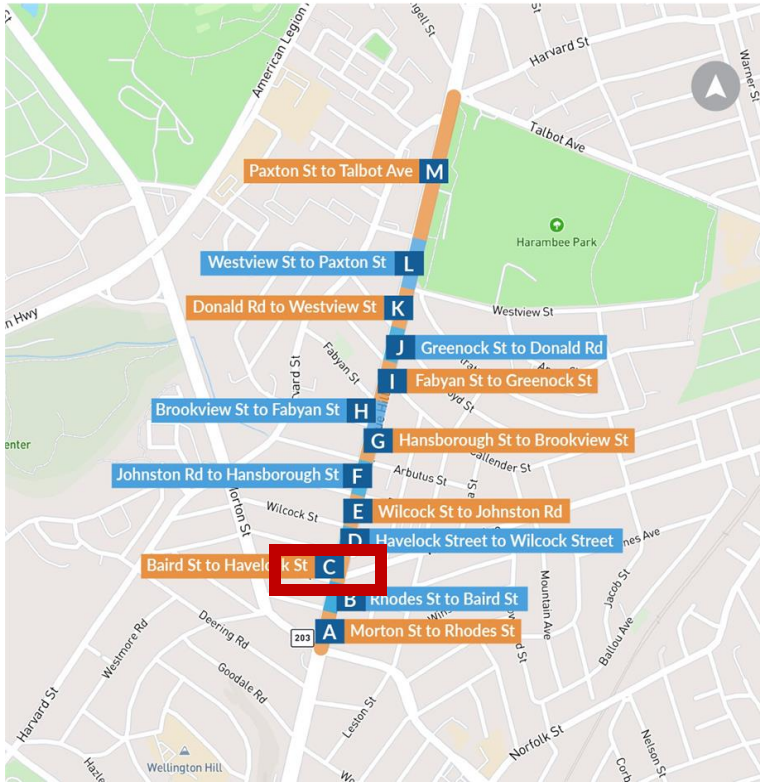 American Legion
Harvard St
Warner St
Talbot Ave
Paxton St to Talbot Ave M
Harambee Park
Westview St to Paxton St L
Donald Rd to Westview St K
Westview St
Hwy
J Greenock St to Donald Rd
Fabyan St
I Fabyan St to Greenock St
Brookview St to Fabyan St H
G Hansborough St to Brookview St
Callender St
enter
Johnston Rd to Hansborough St F
Arbutus St
Morton St
Wilcock St
E Wilcock St to Johnston Rd
D Havelock Street to Wilcock Street
Baird St to Havelock St C
Mountain Ave
Jacob St
B Rhodes St to Baird St
Deering Rd
203
A Morton St to Rhodes St
Ballou Ave
Westmore Rd
Goodale Rd
Harvard St
Leston St
Norfolk St
Nelson St
Wellington Hill